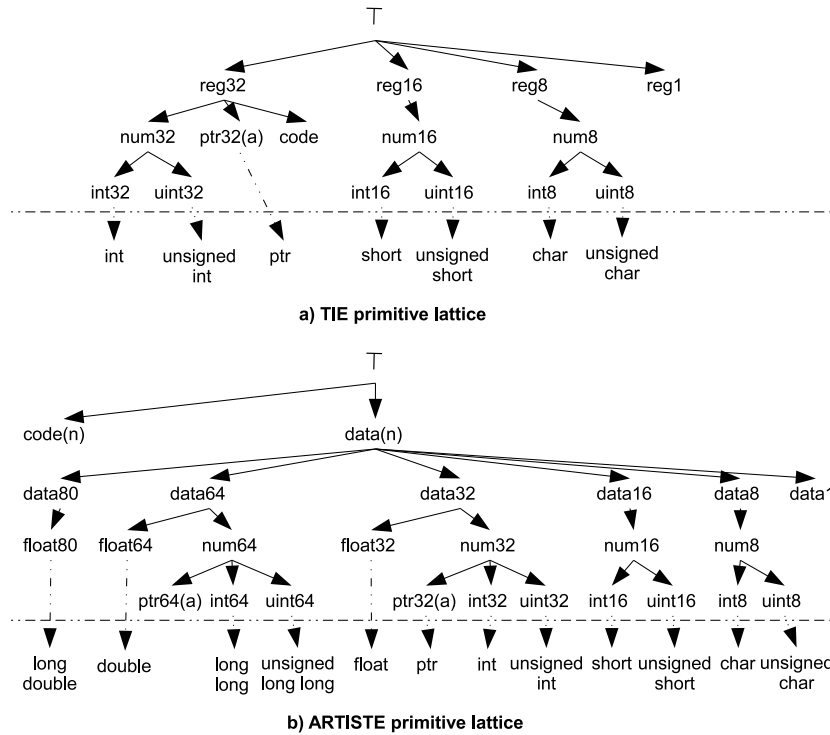 T
reg32 reg16 reg8 reg1
num32 ptr32(a) code num16 num8
int32 uint32 int16 uint16 int8 uint8
int unsigned int ptr short unsigned short char unsigned char
a) TIE primitive lattice
T
code(n) data(n)
data80 data64 data32 data16 data8 data1
float80 float64 num64 float32 num32 num16 num8
ptr64(a) int64 uint64 ptr32(a) int32 uint32 int16 uint16 int8 uint8
long double double long long unsigned long long float ptr int unsigned int short unsigned short char unsigned char
b) ARTISTE primitive lattice